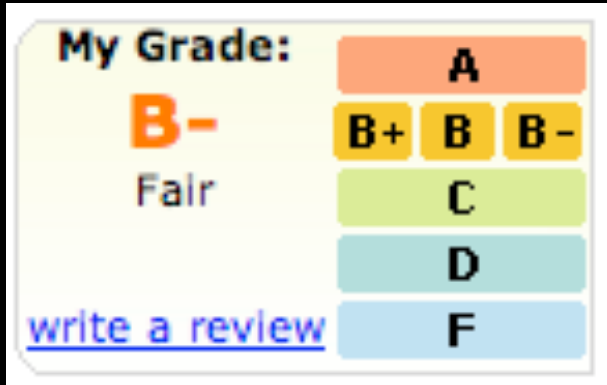 My Grade:
B-
Fair
write a review
A
B+ B B-
C
D
F